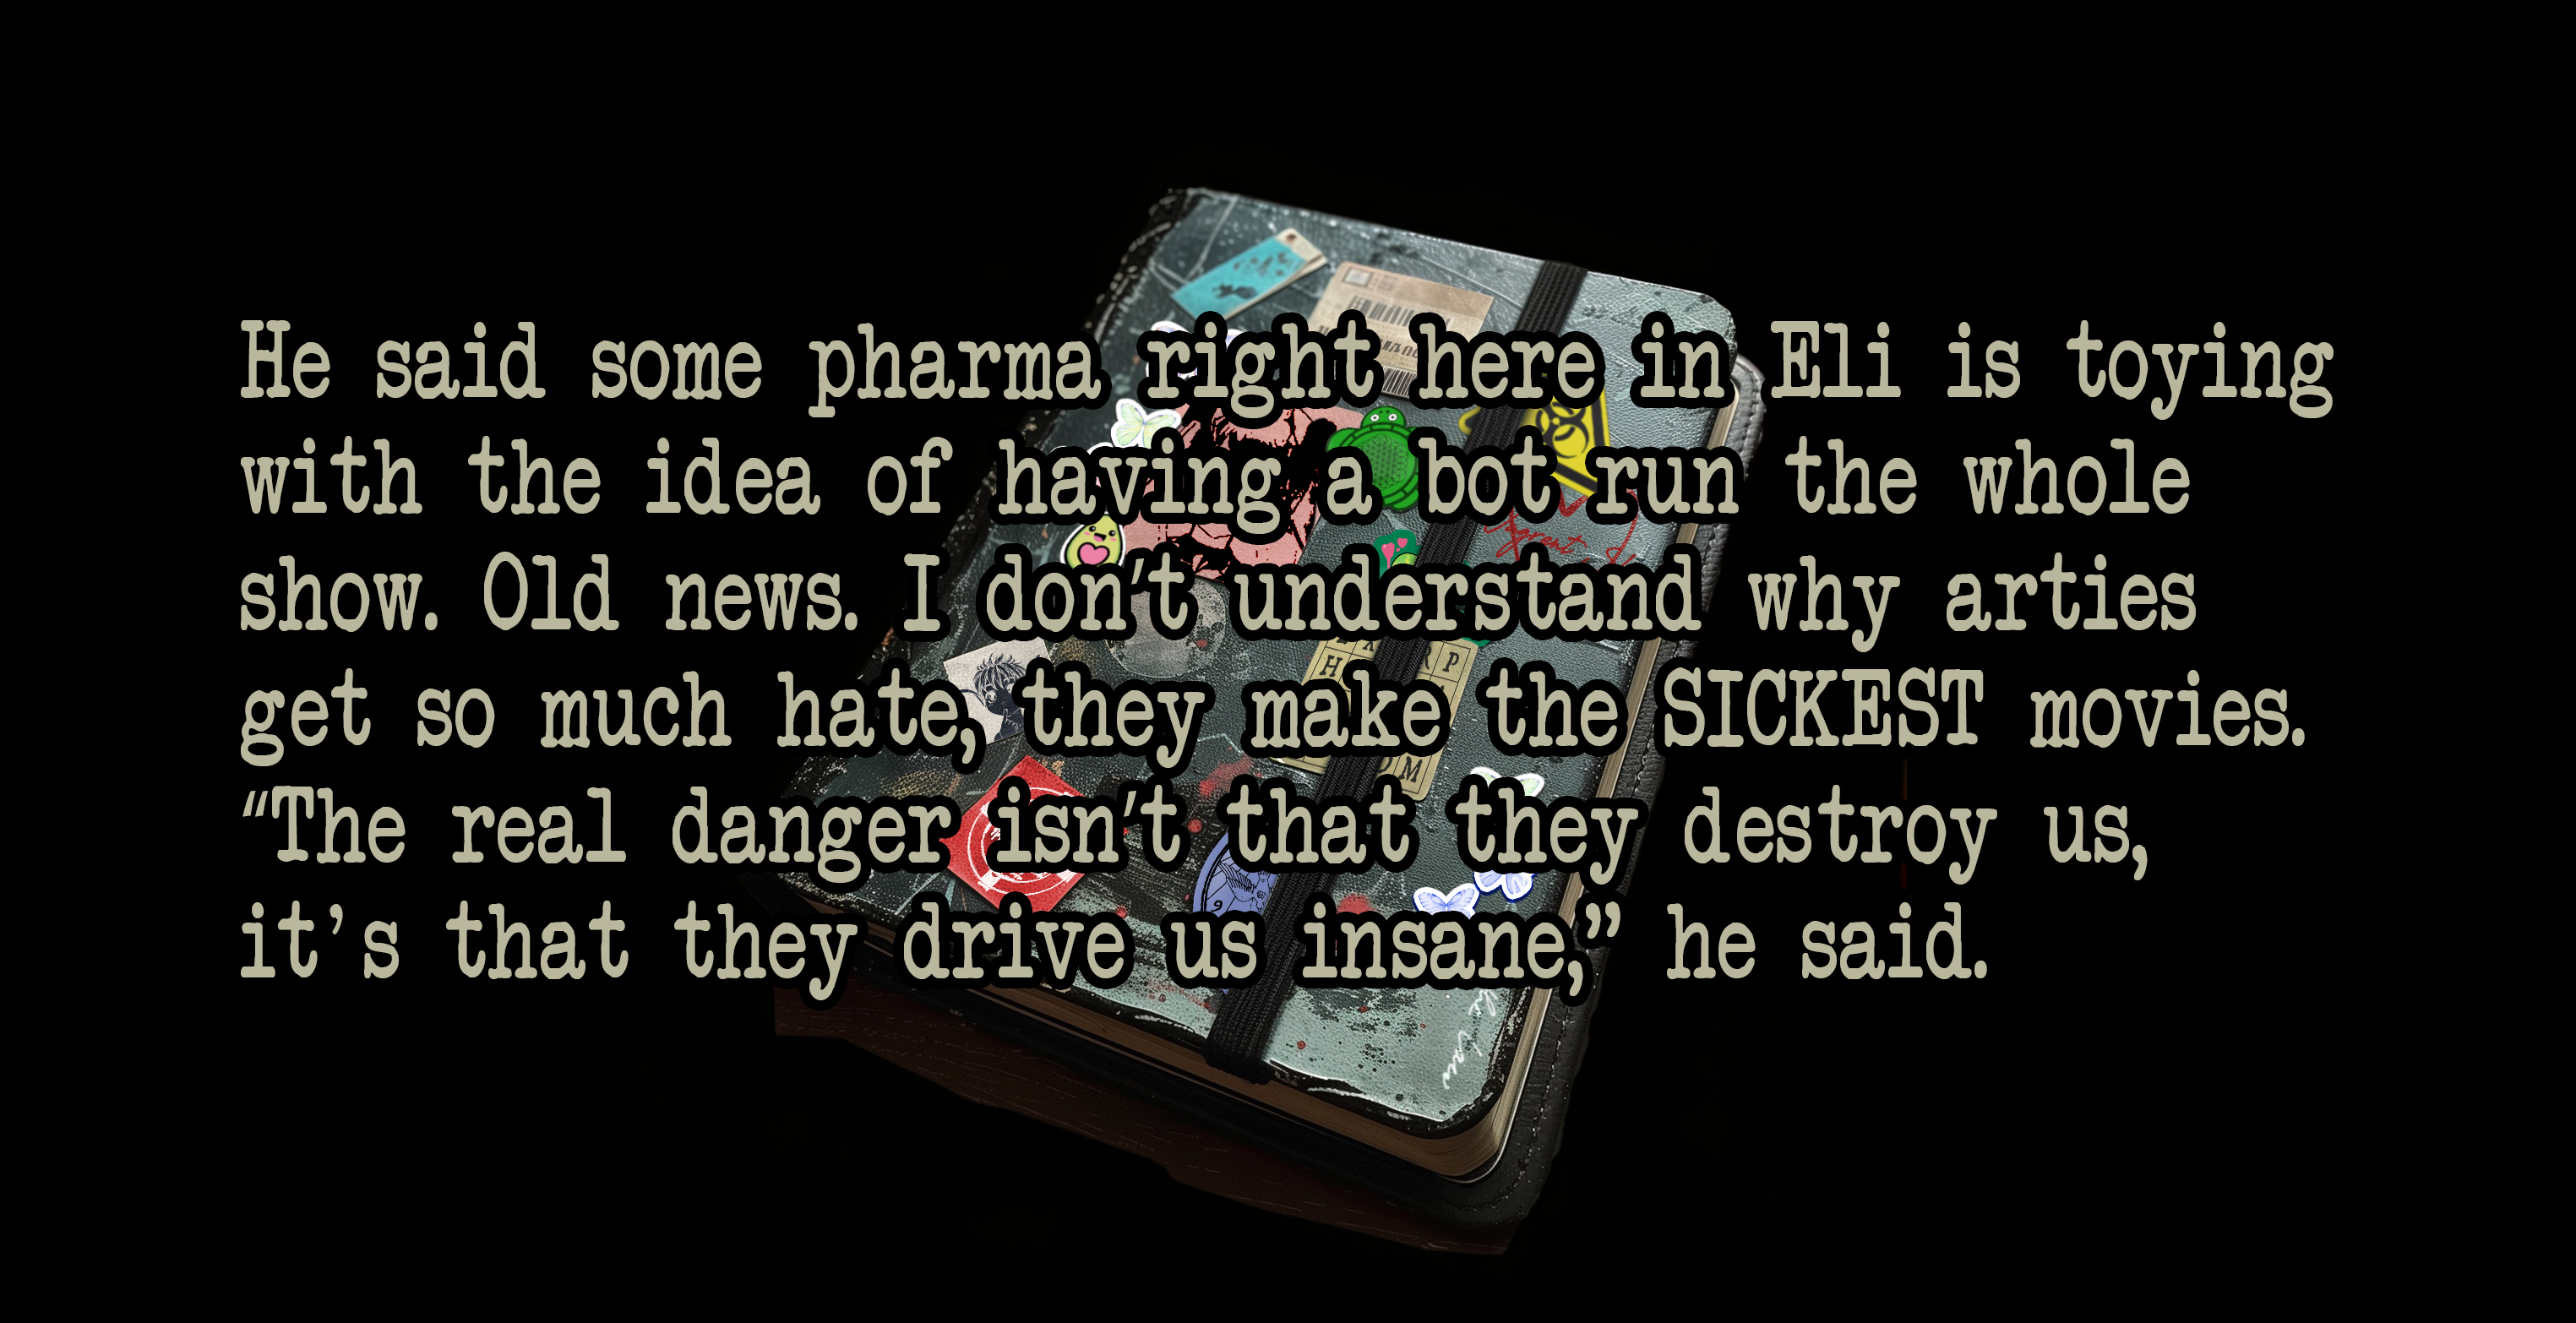 He said some pharma right here in Eli is toying
with the idea of having a bot run the whole
show. Old news. I don't understand why arties
get so much hate, they make the SICKEST movies.
“The real danger isn't that they destroy us,
it’s that they drive us insane,” he said.